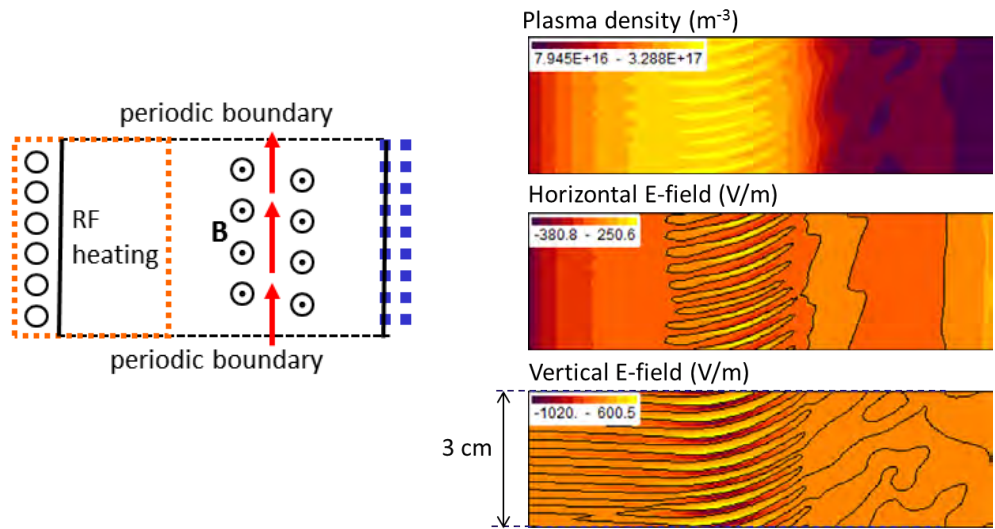 periodic boundary
RF
heating
B
periodic boundary
Plasma density (m⁻³)
7.945E+16 - 3.288E+17
Horizontal E-field (V/m)
-380.8 - 250.6
Vertical E-field (V/m)
-1020. - 600.5
3 cm